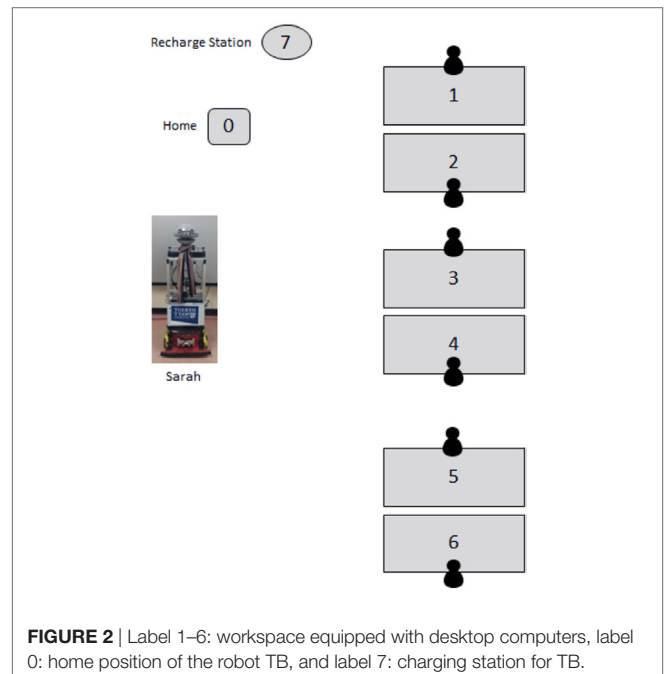 Recharge Station 7
Home 0
Sarah
1
2
3
4
5
6
FIGURE 2 | Label 1–6: workspace equipped with desktop computers, label
0: home position of the robot TB, and label 7: charging station for TB.